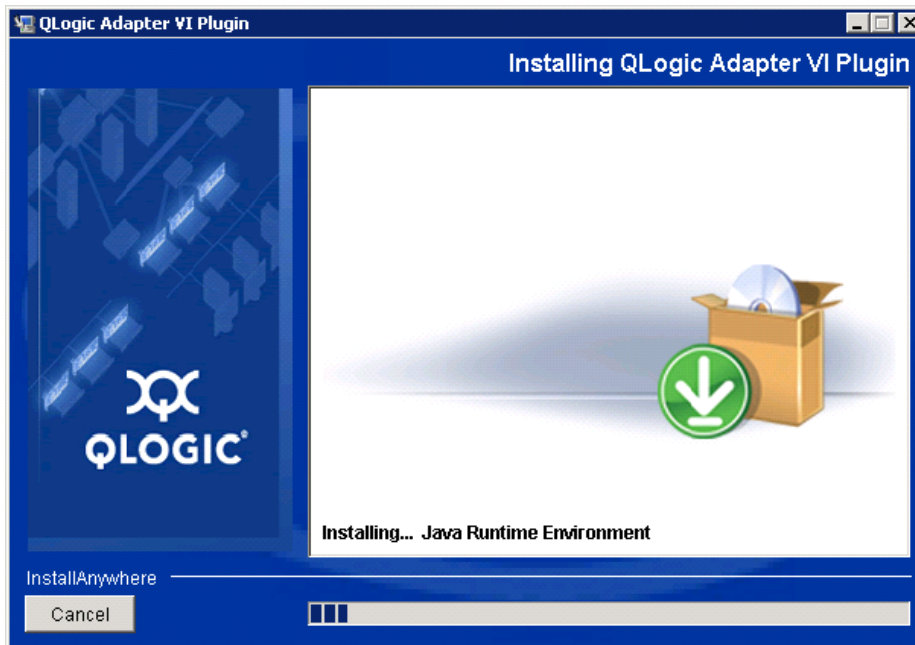 QLogic Adapter VI Plugin
Installing QLogic Adapter VI Plugin
QLOGIC
Installing... Java Runtime Environment
InstallAnywhere
Cancel